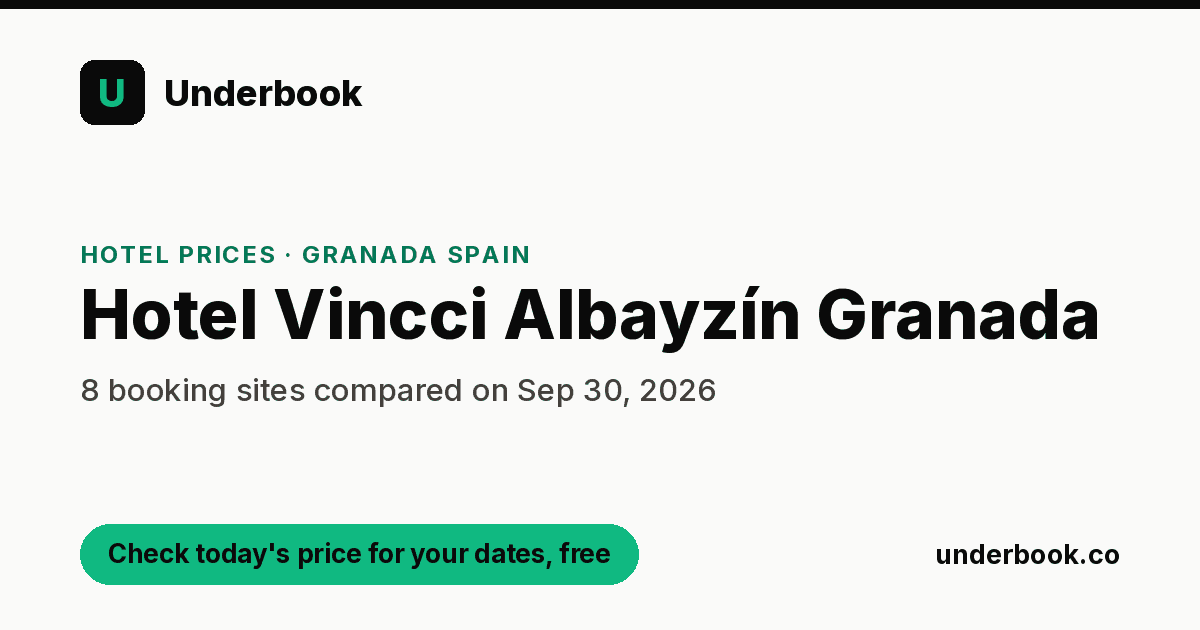 U Underbook
HOTEL PRICES · GRANADA SPAIN
Hotel Vincci Albayzín Granada
8 booking sites compared on Sep 30, 2026
Check today's price for your dates, free
underbook.co